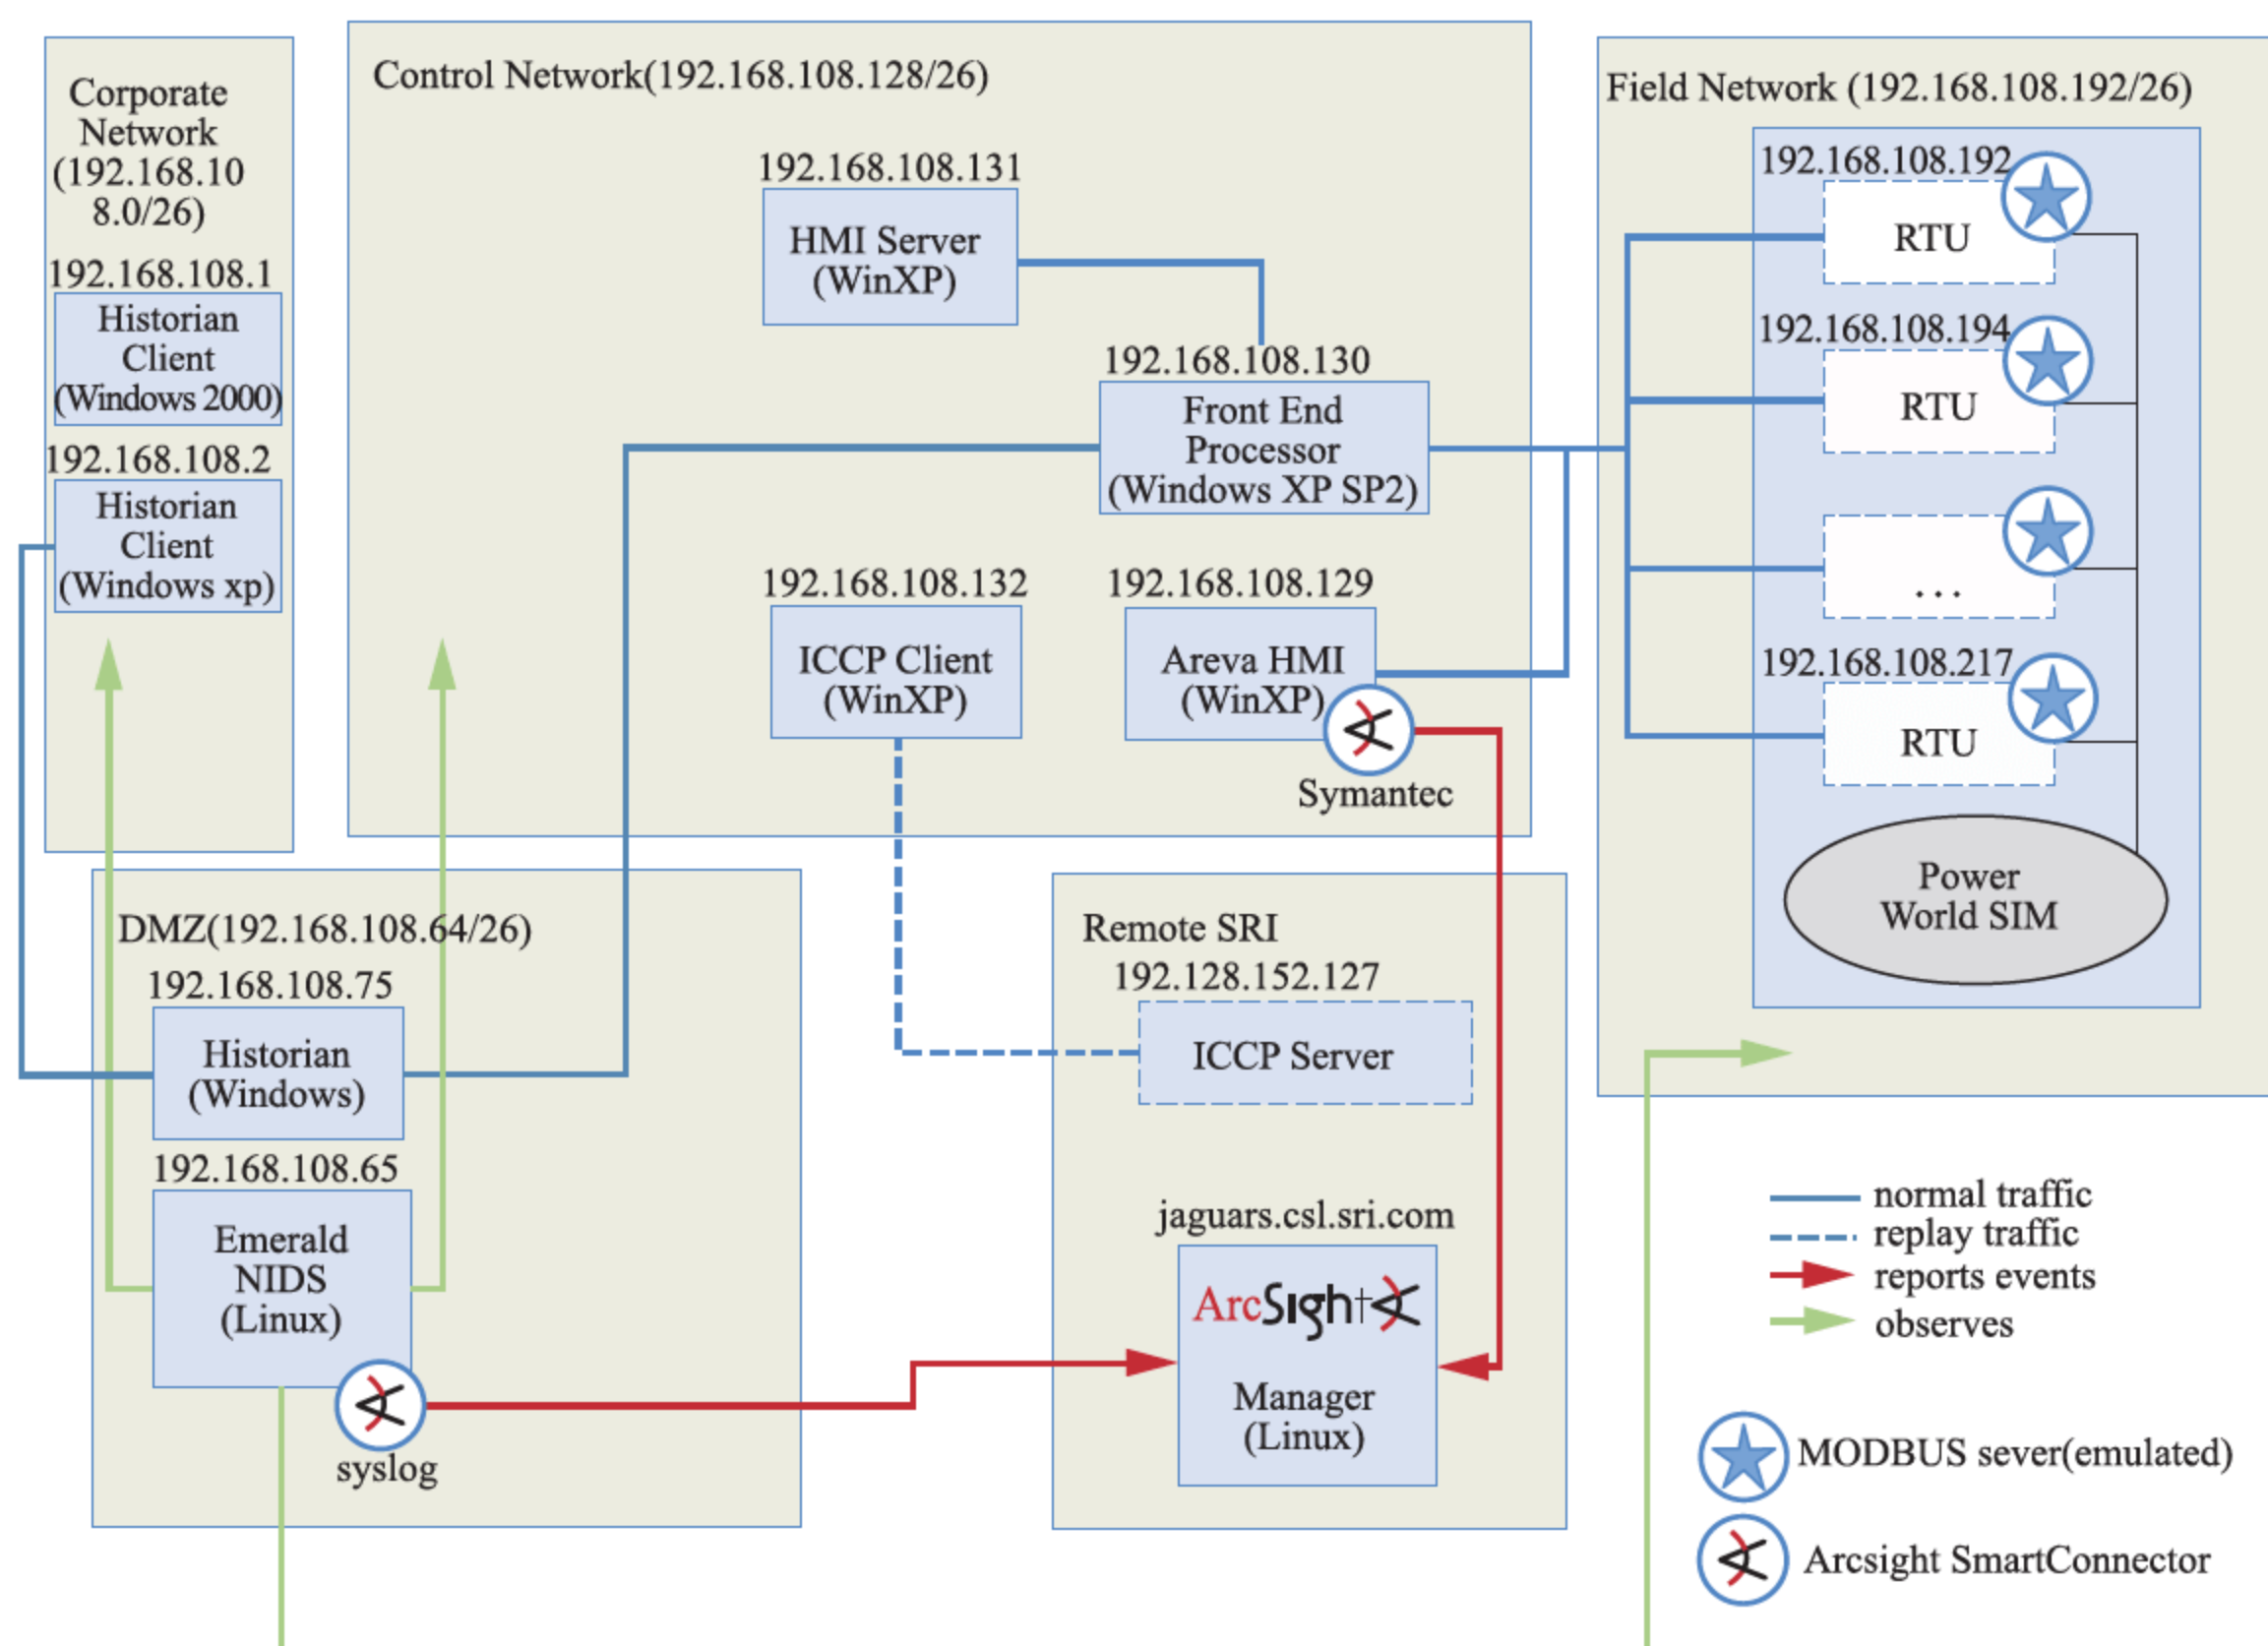 Corporate
Network
(192.168.10
8.0/26)
192.168.108.1
Historian
Client
(Windows 2000)
192.168.108.2
Historian
Client
(Windows xp)
Control Network(192.168.108.128/26)
192.168.108.131
HMI Server
(WinXP)
192.168.108.130
Front End
Processor
(Windows XP SP2)
192.168.108.132
ICCP Client
(WinXP)
192.168.108.129
Areva HMI
(WinXP)
Symantec
Field Network (192.168.108.192/26)
192.168.108.192
RTU
192.168.108.194
RTU
...
192.168.108.217
RTU
Power
World SIM
DMZ(192.168.108.64/26)
192.168.108.75
Historian
(Windows)
192.168.108.65
Emerald
NIDS
(Linux)
syslog
Remote SRI
192.128.152.127
ICCP Server
jaguars.csl.sri.com
ArcSight
Manager
(Linux)
normal traffic
replay traffic
reports events
observes
MODBUS sever(emulated)
Arcsight SmartConnector